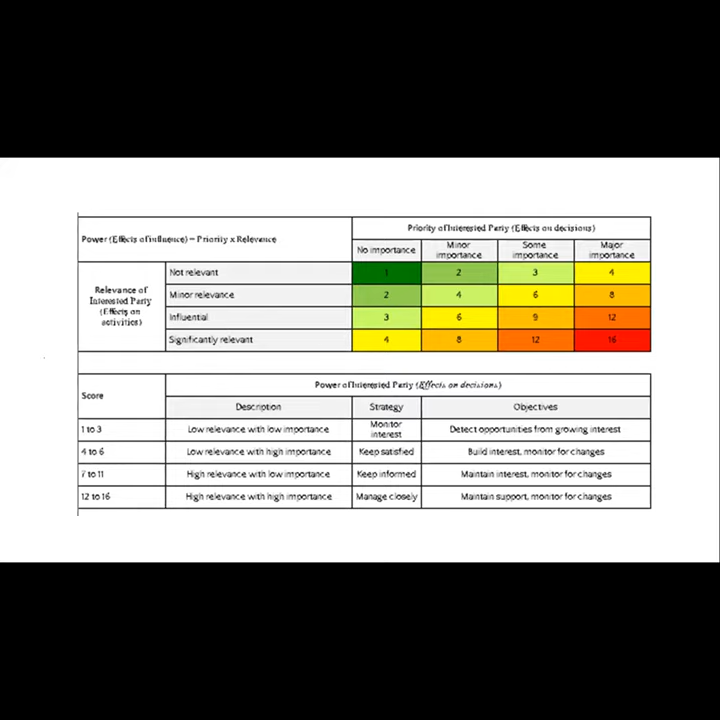 Power (Effects of influence) = Priority x Relevance
Priority of Interested Party (Effects on decisions)
No importance
Minor importance
Some importance
Major importance
Relevance of Interested Party (Effects on activities)
Not relevant 1 2 3 4
Minor relevance 2 4 6 8
Influential 3 6 9 12
Significantly relevant 4 8 12 16
Score
Power of Interested Party (Effects on decisions)
Description Strategy Objectives
1 to 3 Low relevance with low importance Monitor interest Detect opportunities from growing interest
4 to 6 Low relevance with high importance Keep satisfied Build interest, monitor for changes
7 to 11 High relevance with low importance Keep informed Maintain interest, monitor for changes
12 to 16 High relevance with high importance Manage closely Maintain support, monitor for changes